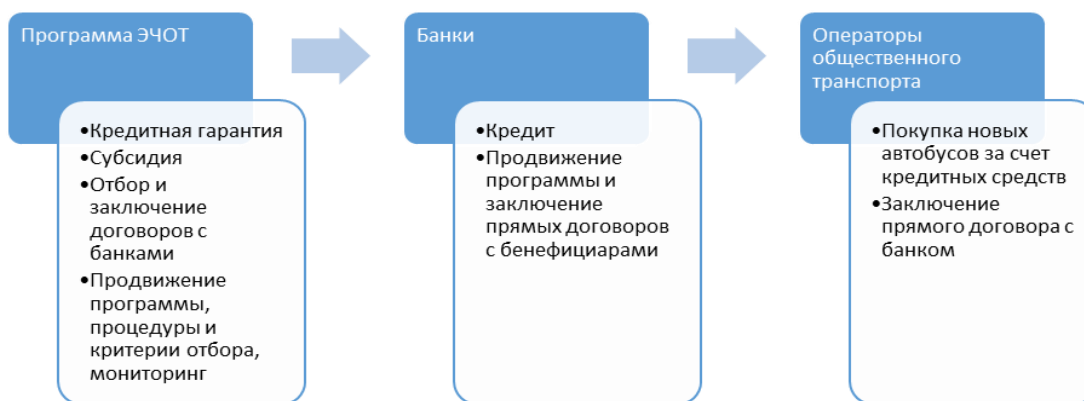 Программа ЭЧОТ
•Кредитная гарантия
•Субсидия
•Отбор и
заключение
договоров с
банками
•Продвижение
программы,
процедуры и
критерии отбора,
мониторинг
Банки
•Кредит
•Продвижение
программы и
заключение
прямых договоров
с бенефициарами
Операторы
общественного
транспорта
•Покупка новых
автобусов за счет
кредитных средств
•Заключение
прямого договора с
банком